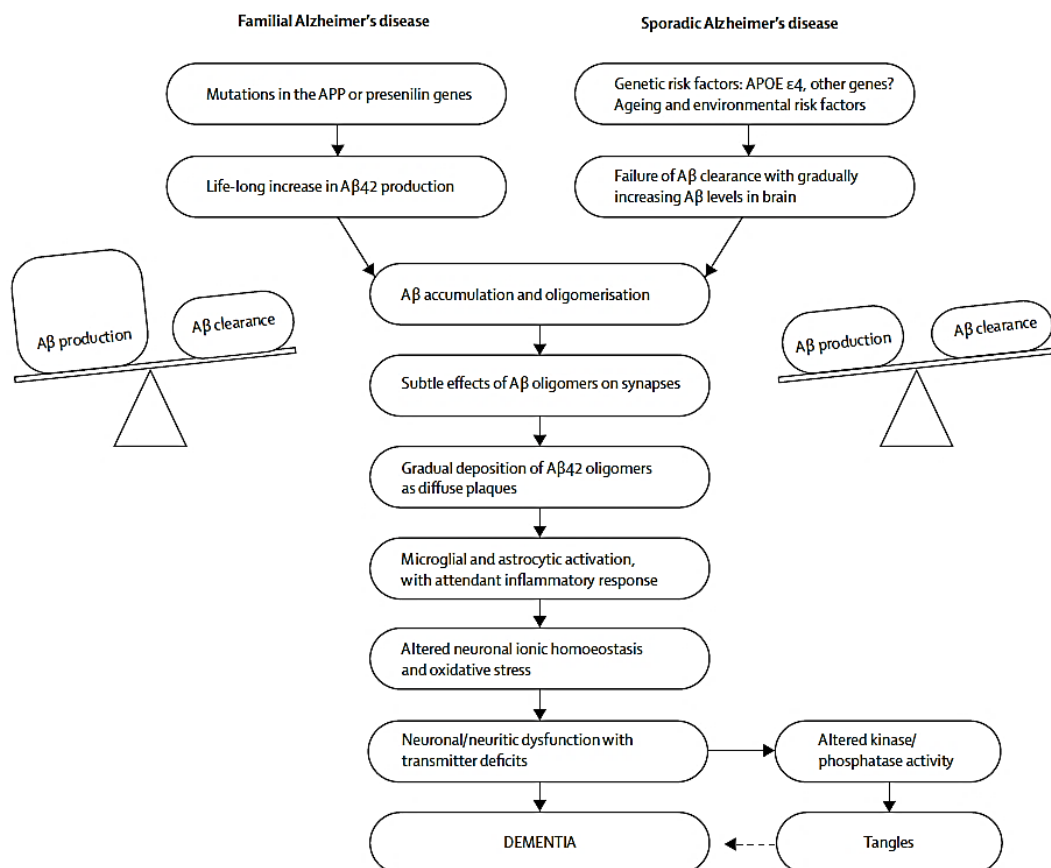 Familial Alzheimer's disease
Sporadic Alzheimer's disease
Mutations in the APP or presenilin genes
Genetic risk factors: APOE ε4, other genes?
Ageing and environmental risk factors
Life-long increase in Aβ42 production
Failure of Aβ clearance with gradually
increasing Aβ levels in brain
Aβ accumulation and oligomerisation
Aβ production
Aβ clearance
Aβ production
Aβ clearance
Subtle effects of Aβ oligomers on synapses
Gradual deposition of Aβ42 oligomers
as diffuse plaques
Microglial and astrocytic activation,
with attendant inflammatory response
Altered neuronal ionic homoeostasis
and oxidative stress
Neuronal/neuritic dysfunction with
transmitter deficits
Altered kinase/
phosphatase activity
DEMENTIA
Tangles